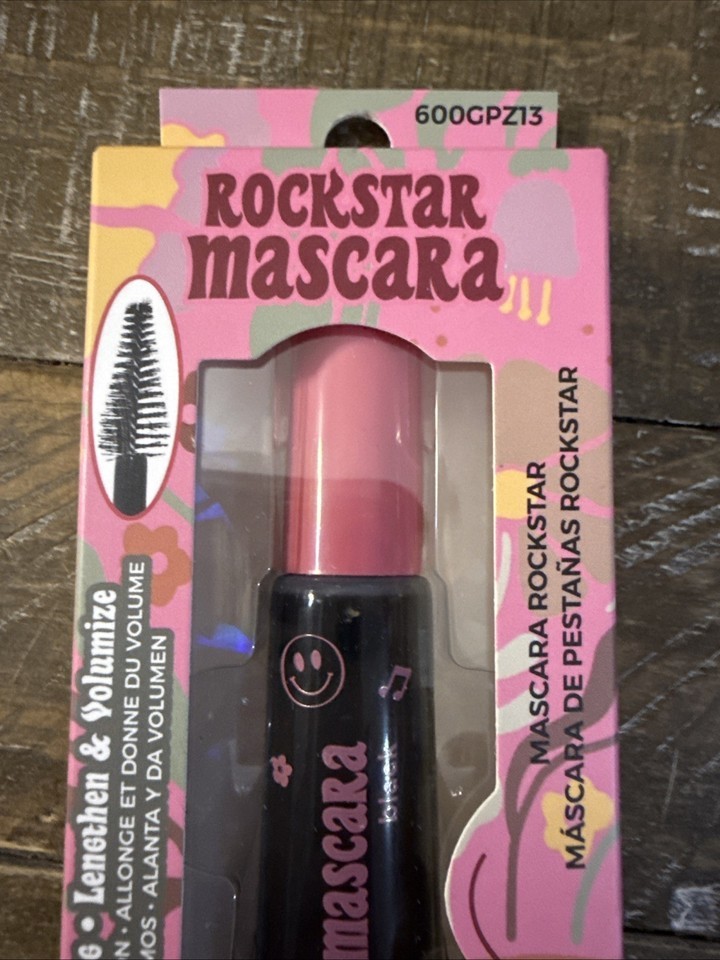 600GPZ13
ROCKSTAR
MASCARA
G • Lengthen & Volumize
N • ALLONGE ET DONNE DU VOLUME
MOS • ALANTA Y DA VOLUMEN
mascara
black
MASCARA ROCKSTAR
MÁSCARA DE PESTAÑAS ROCKSTAR